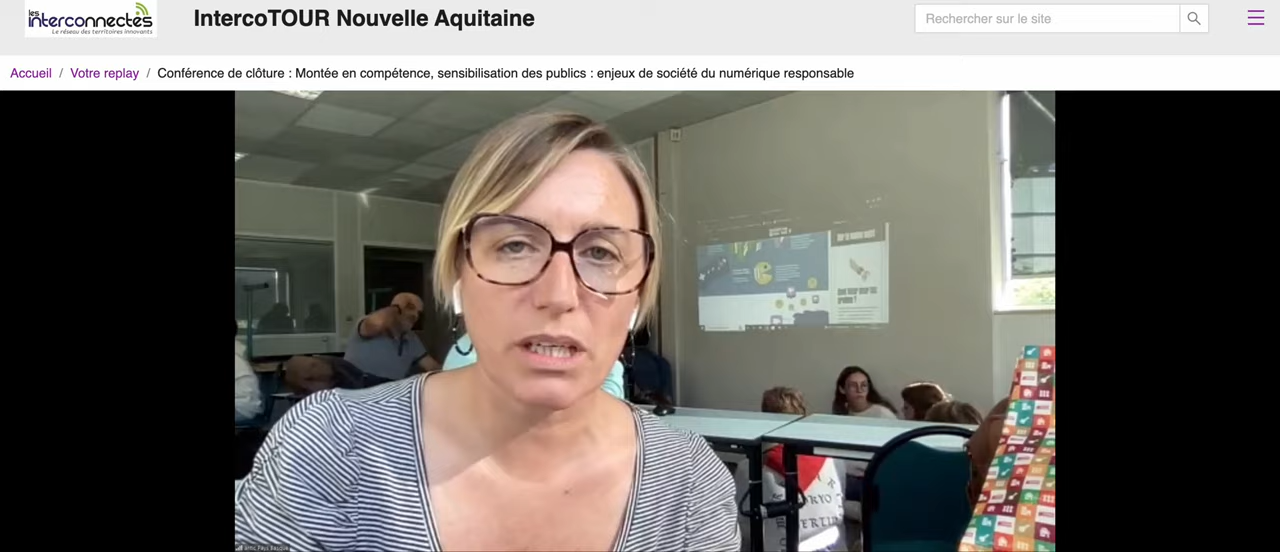 les
interconnectés
Le réseau des territoires innovants
IntercoTOUR Nouvelle Aquitaine
Rechercher sur le site
Accueil / Votre replay / Conférence de clôture : Montée en compétence, sensibilisation des publics : enjeux de société du numérique responsable